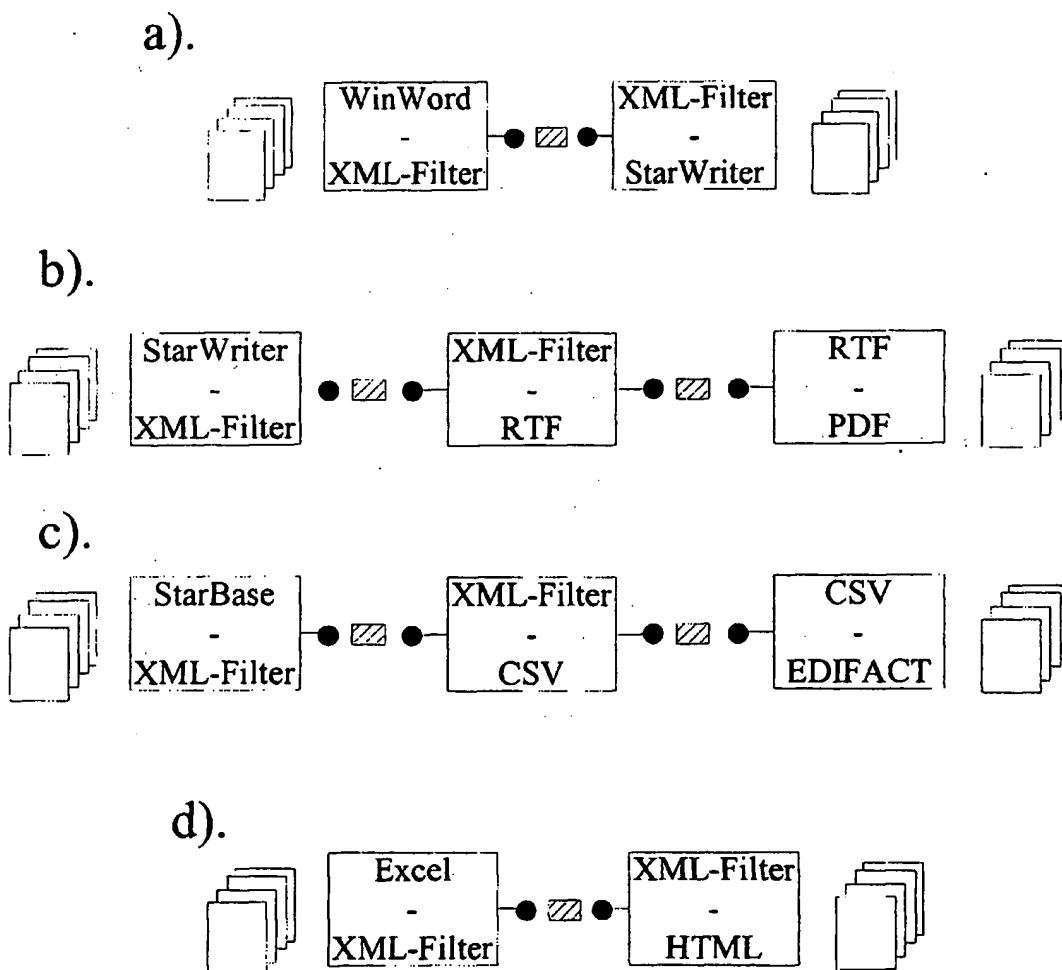 a).
WinWord
-
XML-Filter
XML-Filter
-
StarWriter
b).
StarWriter
-
XML-Filter
XML-Filter
-
RTF
RTF
-
PDF
c).
StarBase
-
XML-Filter
XML-Filter
-
CSV
CSV
-
EDIFACT
d).
Excel
-
XML-Filter
XML-Filter
-
HTML